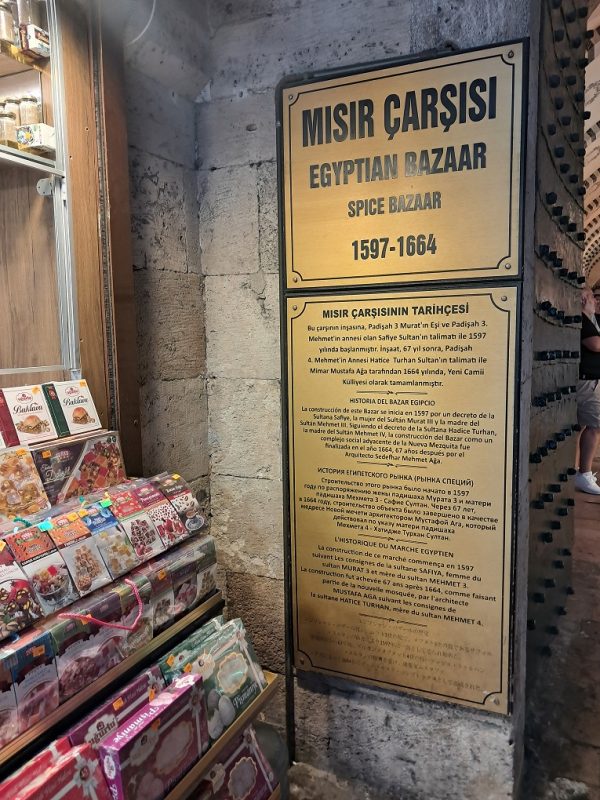 MISIR ÇARŞISI
EGYPTIAN BAZAAR
SPICE BAZAAR
1597-1664
MISIR ÇARŞISININ TARİHÇESİ
Bu çarşının inşasına, Padişah 3 Murat'ın Eşi ve Padişah 3.
Mehmet'in annesi olan Safiye Sultan'ın talimatı ile 1597
yılında başlanmıştır. İnşaat, 67 yıl sonra, Padişah
4. Mehmet'in Annesi Hatice Turhan Sultan'ın talimatı ile
Mimar Mustafa Ağa tarafından 1664 yılında, Yeni Camii
Külliyesi olarak tamamlanmıştır.
HISTORIA DEL BAZAR EGIPCIO
La construcción de este Bazar se inicia en 1597 por un decreto de la
Sultana Safiye, la mujer del Sultán Murat III y la madre del
Sultán Mehmet III. Siguiendo el decreto de la Sultana Hatice Turhan,
la madre del Sultán Mehmet IV, la construcción del Bazar como un
complejo social adyacente de la Nueva Mezquita fue
finalizada en el año 1664, 67 años después por el
Arquitecto Sedefhar Mehmet Ağa.
ИСТОРИЯ ЕГИПЕТСКОГО РЫНКА (РЫНКА СПЕЦИЙ)
Строительство этого рынка было начато в 1597
году по распоряжению жены падишаха Мурата 3 и матери
падишаха Мехмета 3 - Сафие Султан. Через 67 лет,
в 1664 году, строительство объекта было завершено в качестве
медресе Новой мечети архитектором Мустафой Ага, который
действовал по указу матери падишаха
Мехмета 4 - Хатидже Туркан Султан.
L'HISTORIQUE DU MARCHE EGYPTIEN
La construction de ce marché commença en 1597
suivant Les consignes de la sultane SAFIYA, femme du
sultan MURAT 3 et mère du sultan MEHMET 3.
La construction fut achevée 67 ans après 1664, comme faisant
partie de la nouvelle mosquée, par l'architecte
MUSTAFA AGA suivant les consignes de
la sultane HATICE TURHAN, mère du sultan MEHMET 4.
Baklava
Baklava
Delight
Uğurlu
Pişmaniye